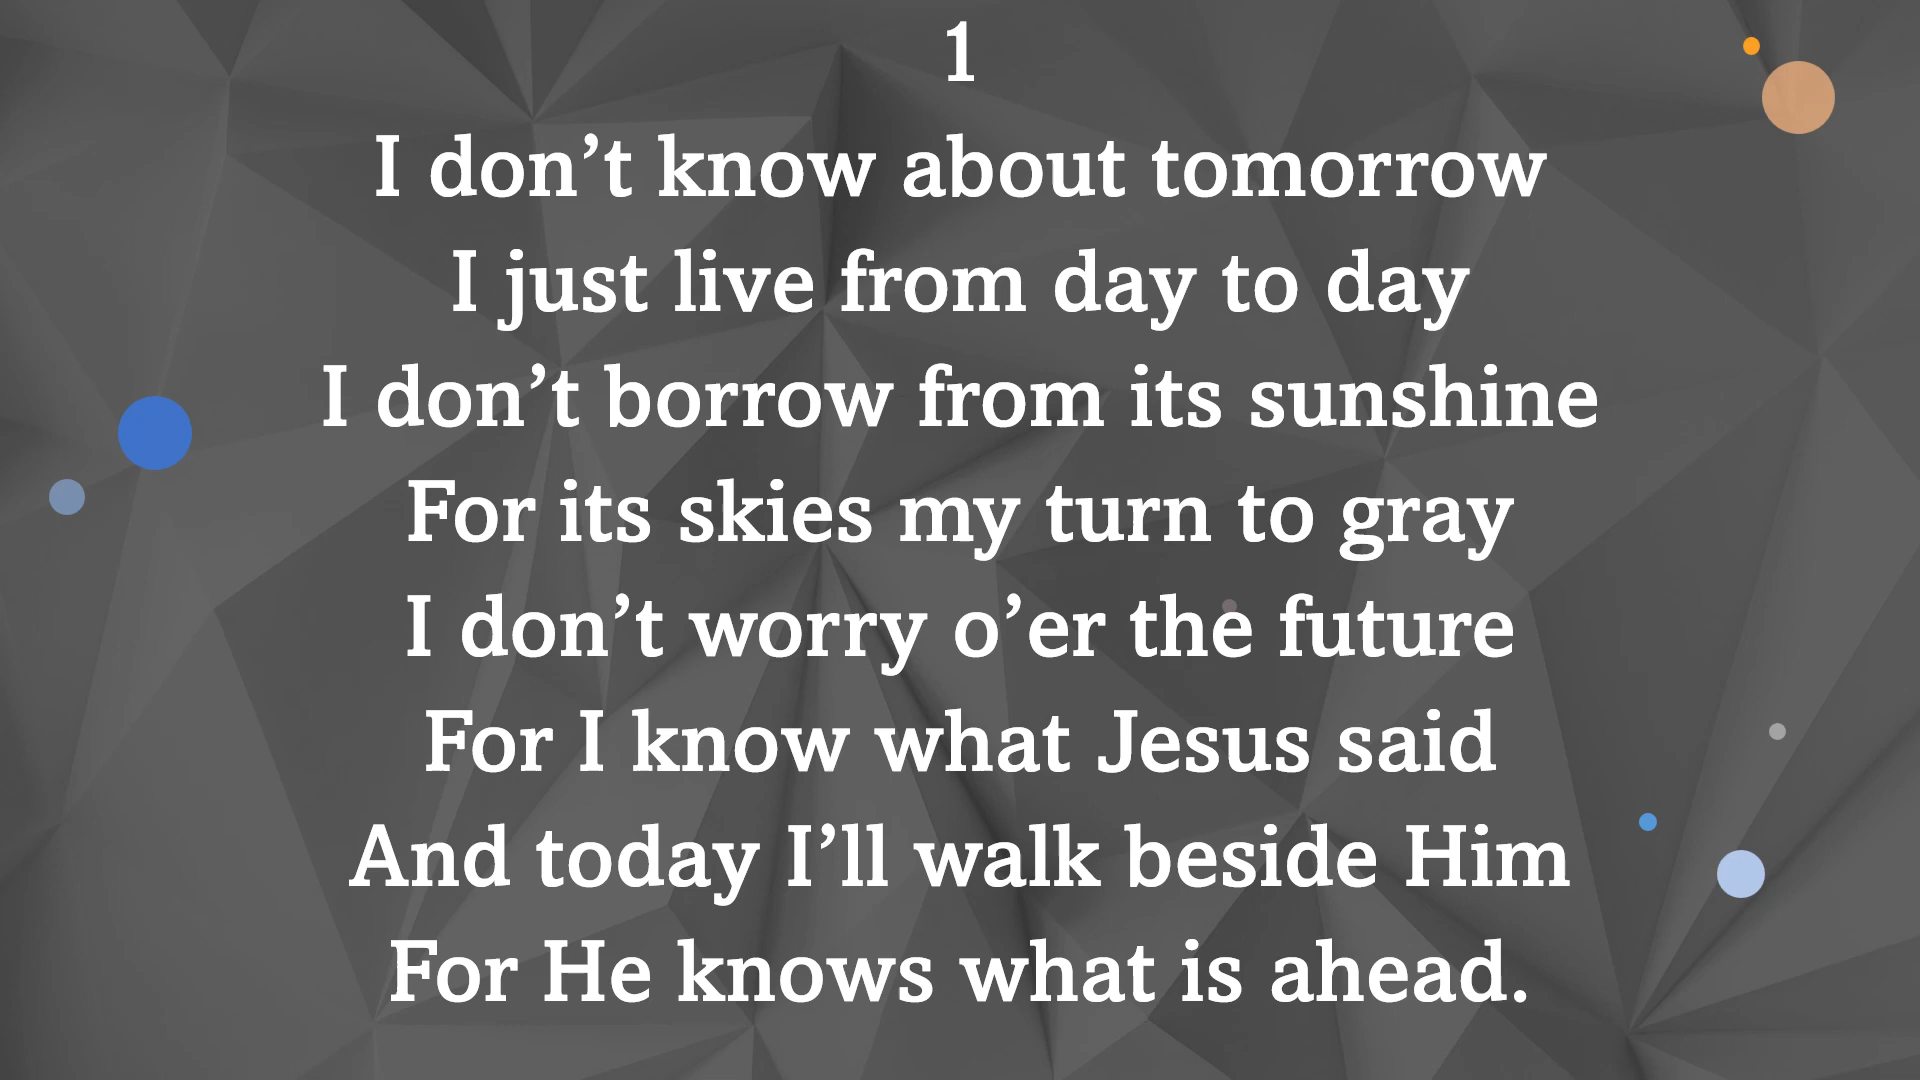 1
I don’t know about tomorrow
I just live from day to day
I don’t borrow from its sunshine
For its skies my turn to gray
I don’t worry o’er the future
For I know what Jesus said
And today I’ll walk beside Him
For He knows what is ahead.